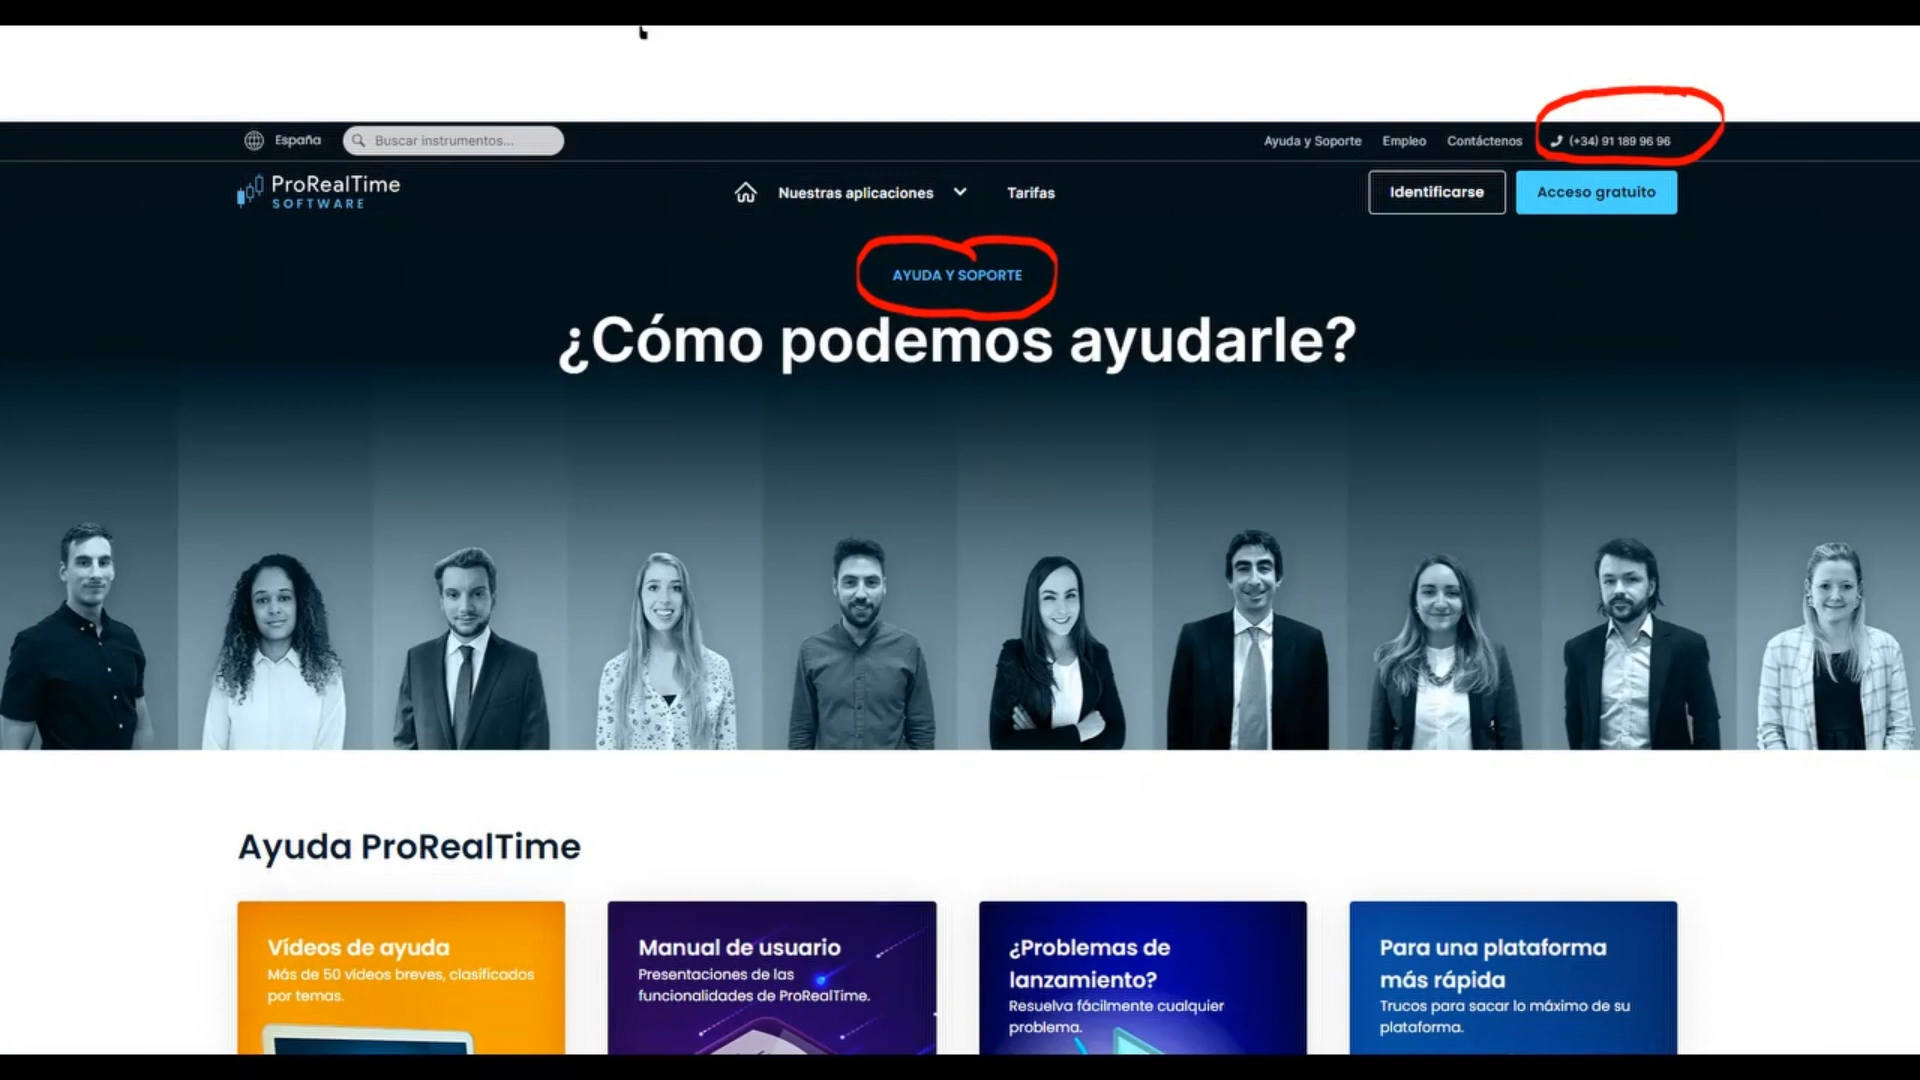 España
Buscar instrumentos...
Ayuda y Soporte
Empleo
Contáctenos
(+34) 91 189 96 96
ProRealTime
SOFTWARE
Nuestras aplicaciones
Tarifas
Identificarse
Acceso gratuito
AYUDA Y SOPORTE
¿Cómo podemos ayudarle?
Ayuda ProRealTime
Vídeos de ayuda
Más de 50 vídeos breves, clasificados
por temas.
Manual de usuario
Presentaciones de las
funcionalidades de ProRealTime.
¿Problemas de
lanzamiento?
Resuelva fácilmente cualquier
problema.
Para una plataforma
más rápida
Trucos para sacar lo máximo de su
plataforma.